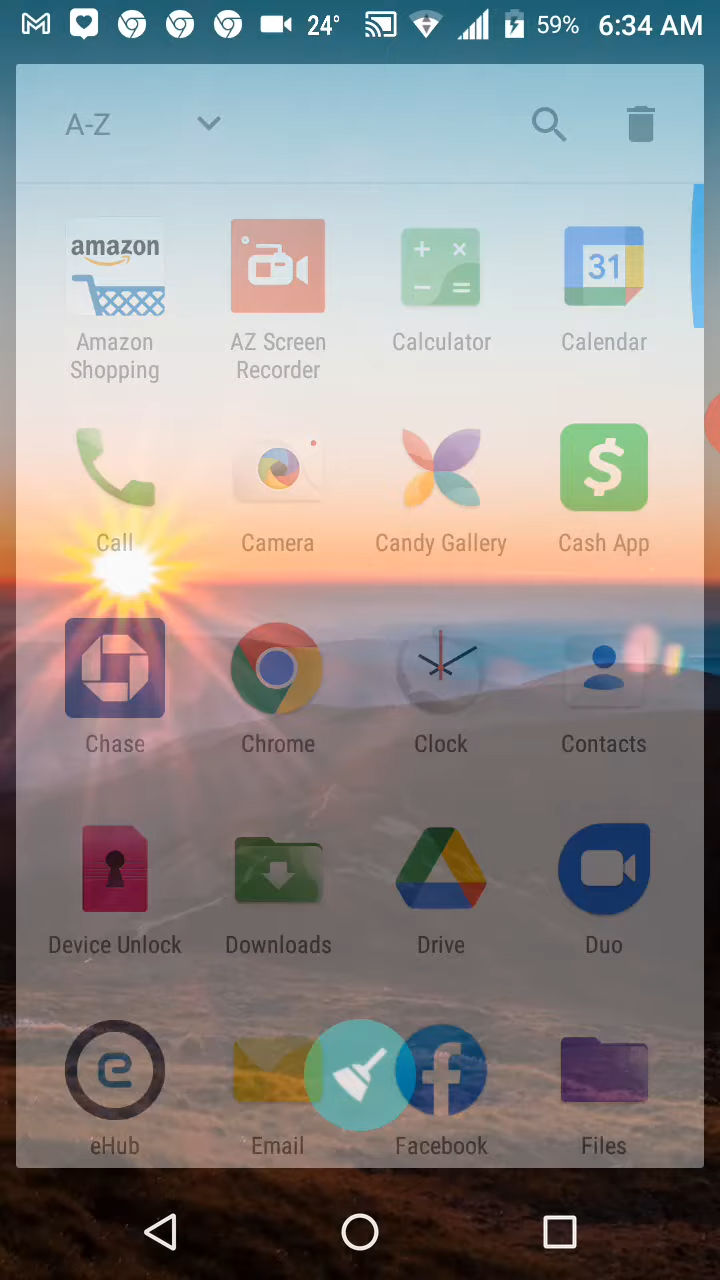 24° 59% 6:34 AM
A-Z
amazon
31
Amazon Shopping
AZ Screen Recorder
Calculator
Calendar
Call
Camera
Candy Gallery
Cash App
Chase
Chrome
Clock
Contacts
Device Unlock
Downloads
Drive
Duo
eHub
Email
Facebook
Files